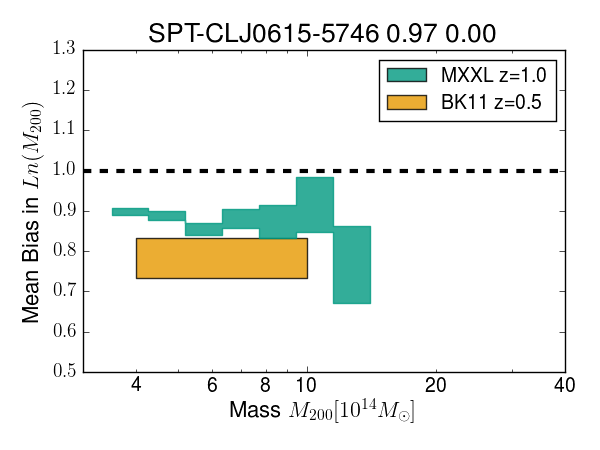 SPT-CLJ0615-5746 0.97 0.00
MXXL z=1.0
BK11 z=0.5
Mean Bias in Ln(M₂₀₀)
1.3
1.2
1.1
1.0
0.9
0.8
0.7
0.6
0.5
4 6 8 10 20 40
Mass M₂₀₀[10¹⁴M☉]